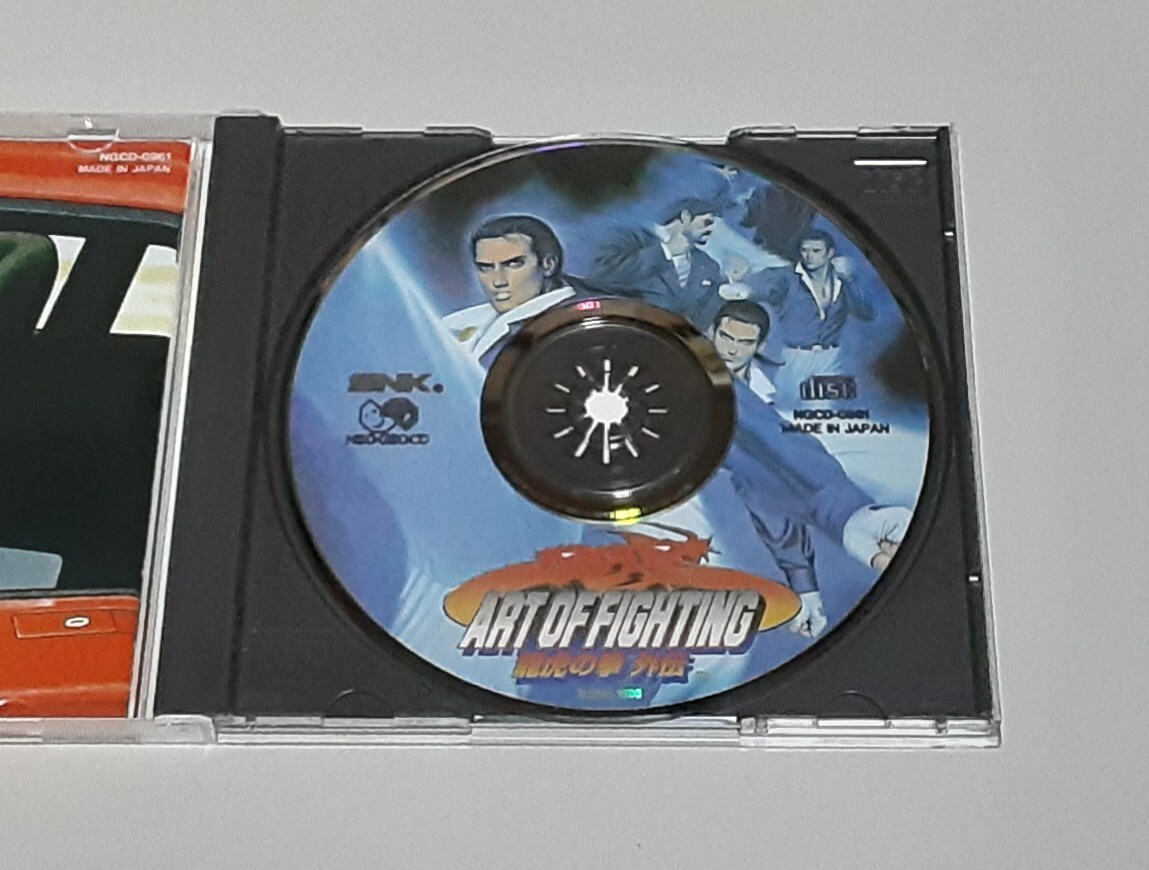 NGCD-0961
MADE IN JAPAN
SNK.
NEO·GEO CD
disc
NGCD-0961
MADE IN JAPAN
ART OF FIGHTING
龍虎の拳 外伝